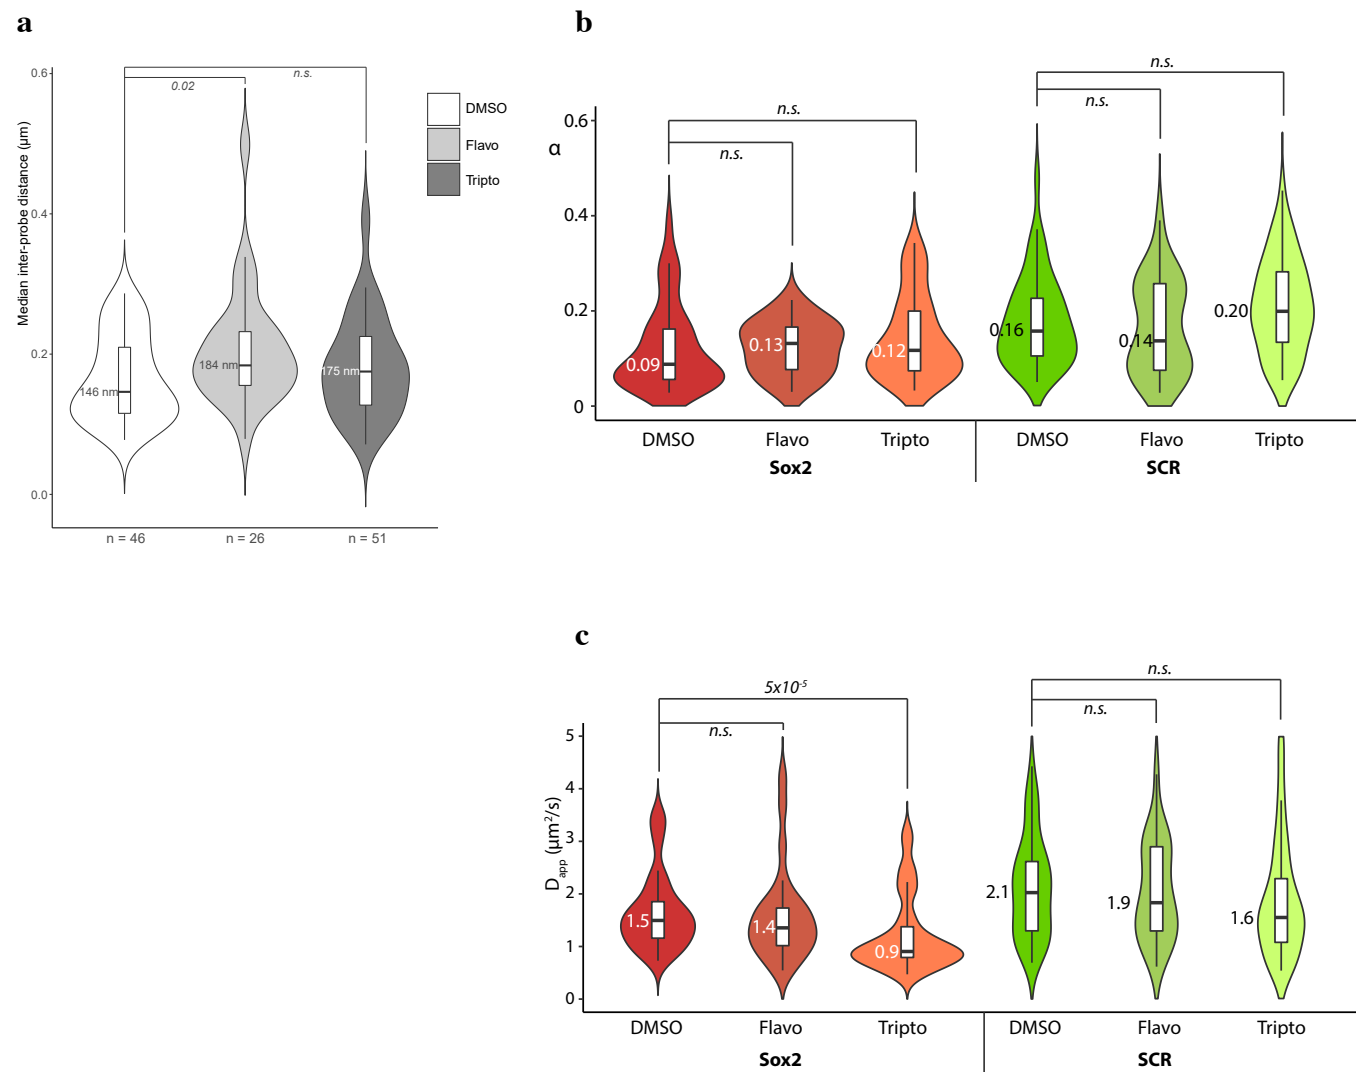 a
Median inter-probe distance (µm)
0.6
0.4
0.2
0.0
0.02
n.s.
DMSO
Flavo
Tripto
146 nm
184 nm
175 nm
n = 46
n = 26
n = 51
b
α
0.6
0.4
0.2
0
n.s.
n.s.
n.s.
n.s.
0.09
0.13
0.12
0.16
0.14
0.20
DMSO
Flavo
Tripto
DMSO
Flavo
Tripto
Sox2
SCR
c
Dapp (µm²/s)
5
4
3
2
1
0
5x10⁻⁵
n.s.
n.s.
n.s.
1.5
1.4
0.9
2.1
1.9
1.6
DMSO
Flavo
Tripto
DMSO
Flavo
Tripto
Sox2
SCR